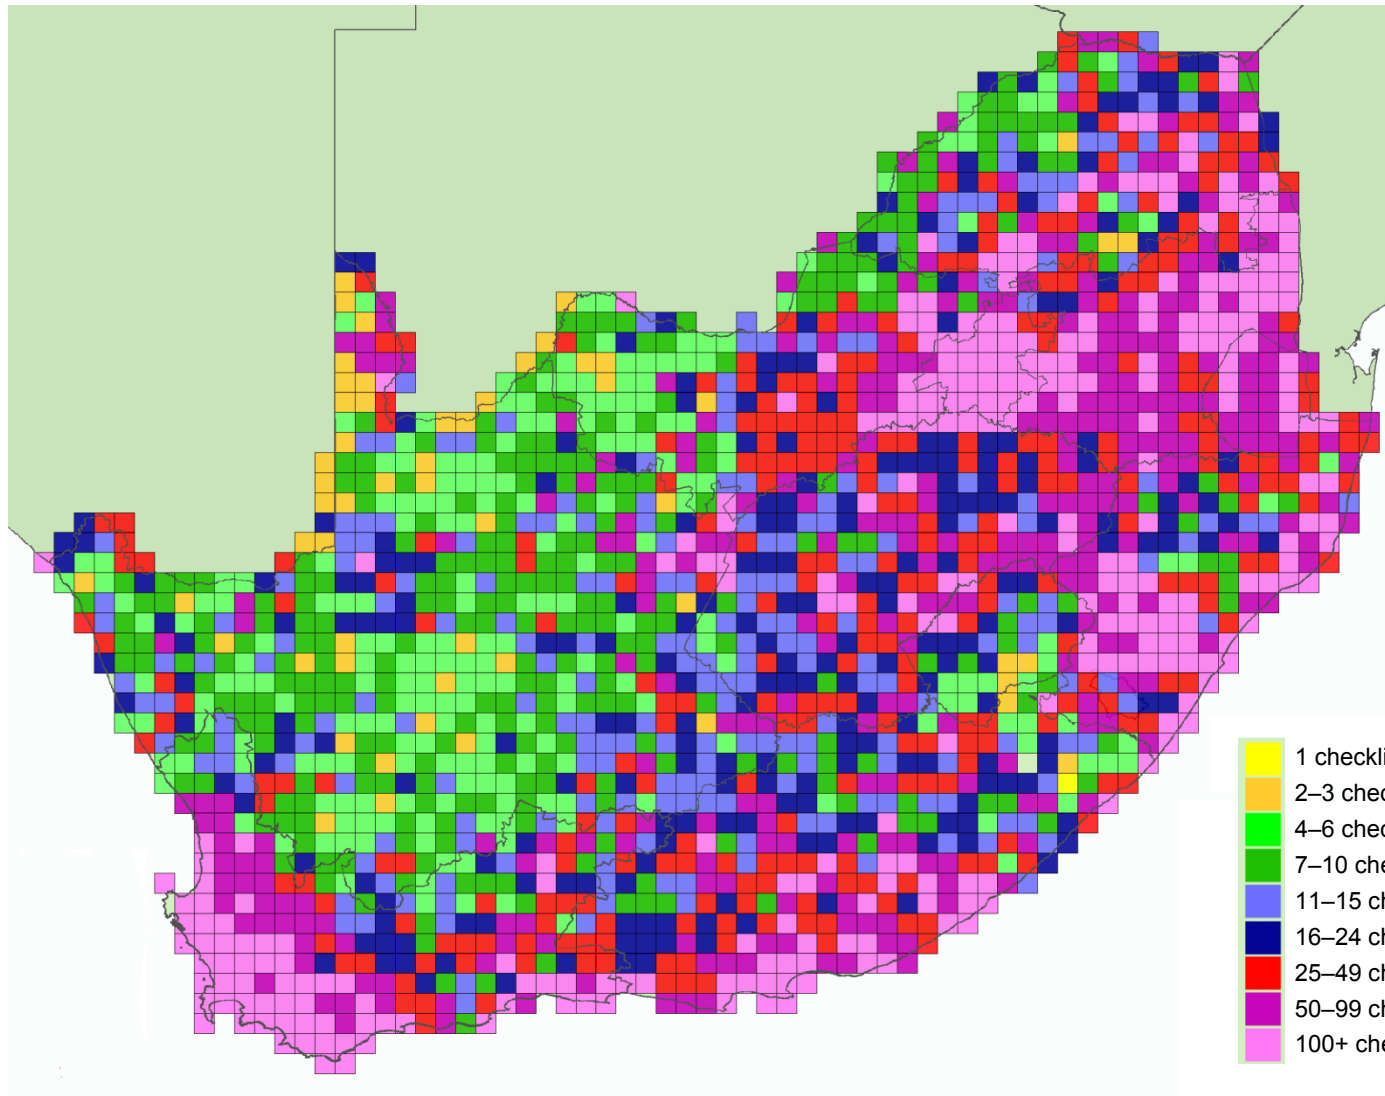 1 checkli
2–3 chec
4–6 chec
7–10 che
11–15 ch
16–24 ch
25–49 ch
50–99 ch
100+ che